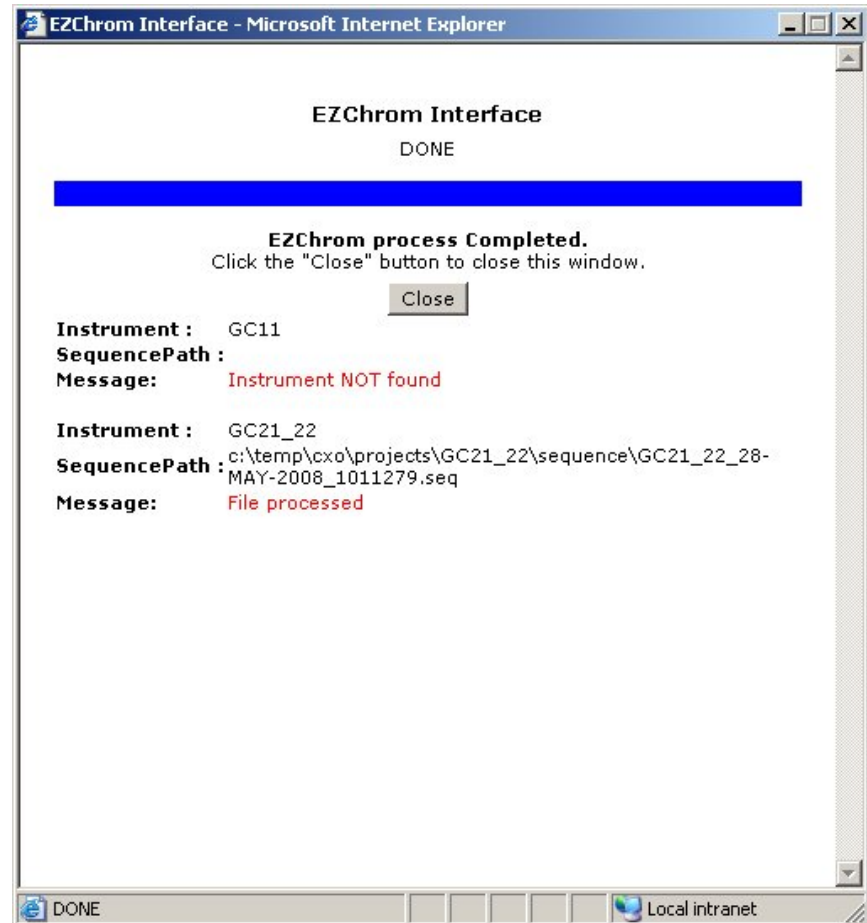 EZChrom Interface - Microsoft Internet Explorer
EZChrom Interface
DONE
EZChrom process Completed.
Click the "Close" button to close this window.
Close
Instrument : GC11
SequencePath :
Message: Instrument NOT found
Instrument : GC21_22
SequencePath : c:\temp\cxo\projects\GC21_22\sequence\GC21_22_28-
MAY-2008_1011279.seq
Message: File processed
DONE Local intranet